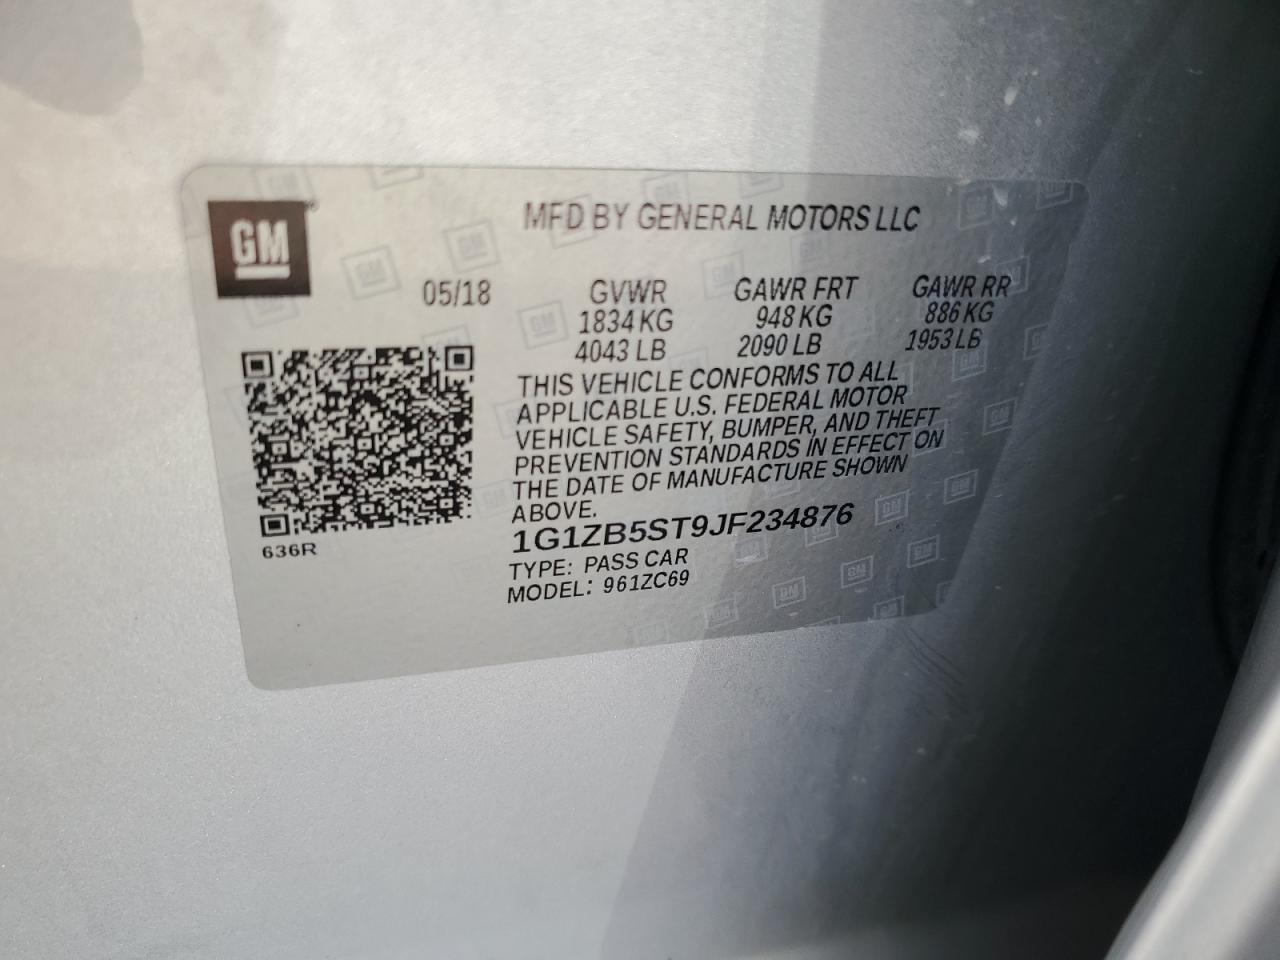 GM
MFD BY GENERAL MOTORS LLC
05/18 GVWR GAWR FRT GAWR RR
1834 KG 948 KG 886 KG
4043 LB 2090 LB 1953 LB
THIS VEHICLE CONFORMS TO ALL
APPLICABLE U.S. FEDERAL MOTOR
VEHICLE SAFETY, BUMPER, AND THEFT
PREVENTION STANDARDS IN EFFECT ON
THE DATE OF MANUFACTURE SHOWN
ABOVE.
1G1ZB5ST9JF234876
TYPE: PASS CAR
MODEL: 961ZC69
636R